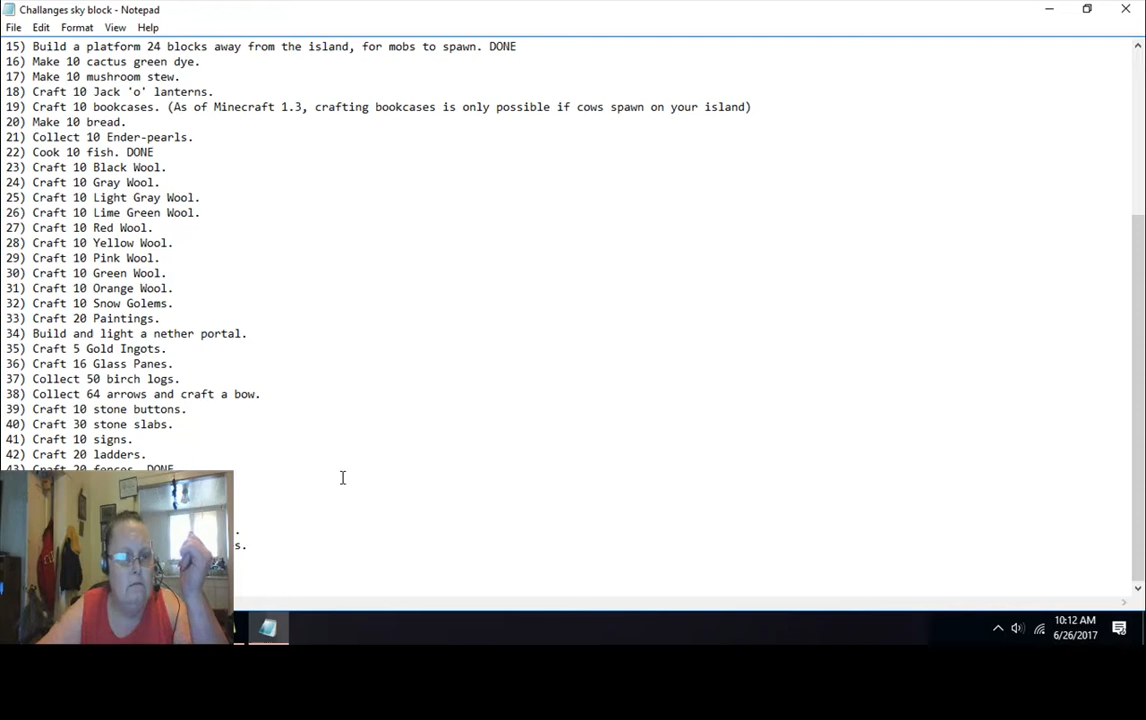 Challanges sky block - Notepad
File Edit Format View Help
15) Build a platform 24 blocks away from the island, for mobs to spawn. DONE
16) Make 10 cactus green dye.
17) Make 10 mushroom stew.
18) Craft 10 Jack 'o' lanterns.
19) Craft 10 bookcases. (As of Minecraft 1.3, crafting bookcases is only possible if cows spawn on your island)
20) Make 10 bread.
21) Collect 10 Ender-pearls.
22) Cook 10 fish. DONE
23) Craft 10 Black Wool.
24) Craft 10 Gray Wool.
25) Craft 10 Light Gray Wool.
26) Craft 10 Lime Green Wool.
27) Craft 10 Red Wool.
28) Craft 10 Yellow Wool.
29) Craft 10 Pink Wool.
30) Craft 10 Green Wool.
31) Craft 10 Orange Wool.
32) Craft 10 Snow Golems.
33) Craft 20 Paintings.
34) Build and light a nether portal.
35) Craft 5 Gold Ingots.
36) Craft 16 Glass Panes.
37) Collect 50 birch logs.
38) Collect 64 arrows and craft a bow.
39) Craft 10 stone buttons.
40) Craft 30 stone slabs.
41) Craft 10 signs.
42) Craft 20 ladders.
43) Craft 20 fences. DONE
.
s.
10:12 AM
6/26/2017